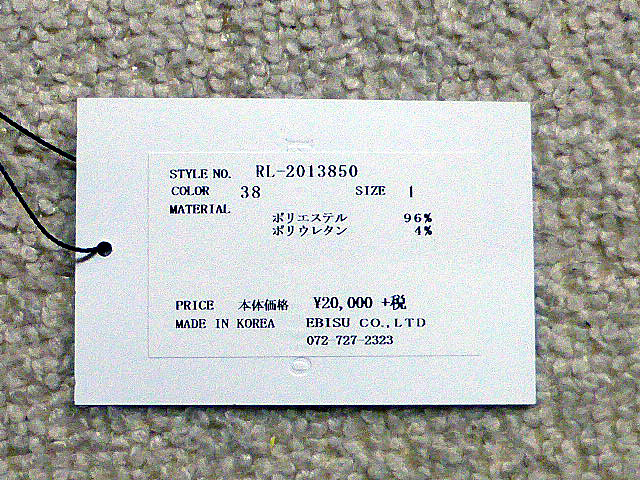 STYLE NO. RL-2013850
COLOR 38 SIZE 1
MATERIAL
ポリエステル 96%
ポリウレタン 4%
PRICE 本体価格 ¥20,000 +税
MADE IN KOREA EBISU CO.,LTD
072-727-2323